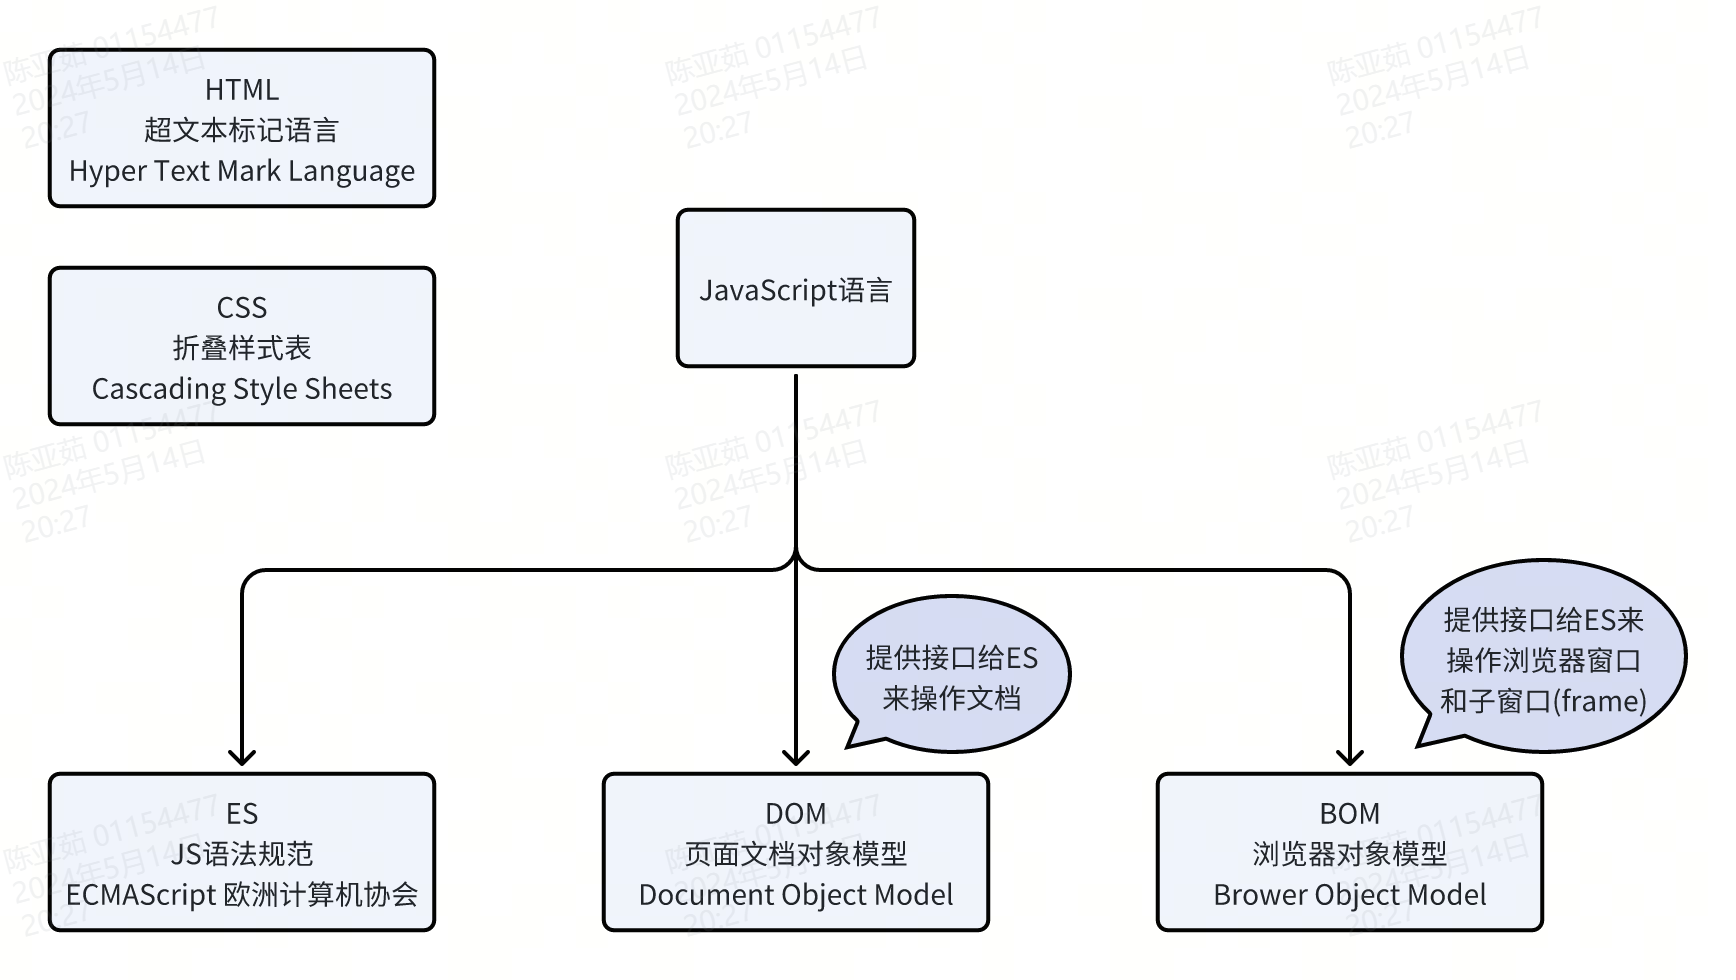 HTML
超文本标记语言
Hyper Text Mark Language
CSS
折叠样式表
Cascading Style Sheets
JavaScript语言
提供接口给ES
来操作文档
提供接口给ES来
操作浏览器窗口
和子窗口(frame)
ES
JS语法规范
ECMAScript 欧洲计算机协会
DOM
页面文档对象模型
Document Object Model
BOM
浏览器对象模型
Brower Object Model
陈亚茹 01154477
2024年5月14日
20:27
陈亚茹 01154477
2024年5月14日
20:27
陈亚茹 01154477
2024年5月14日
20:27
陈亚茹 01154477
2024年5月14日
20:27
陈亚茹 01154477
2024年5月14日
20:27
陈亚茹 01154477
2024年5月14日
20:27
陈亚茹 01154477
2024年5月14日
20:27
陈亚茹 01154477
2024年5月14日
20:27
陈亚茹 01154477
2024年5月14日
20:27